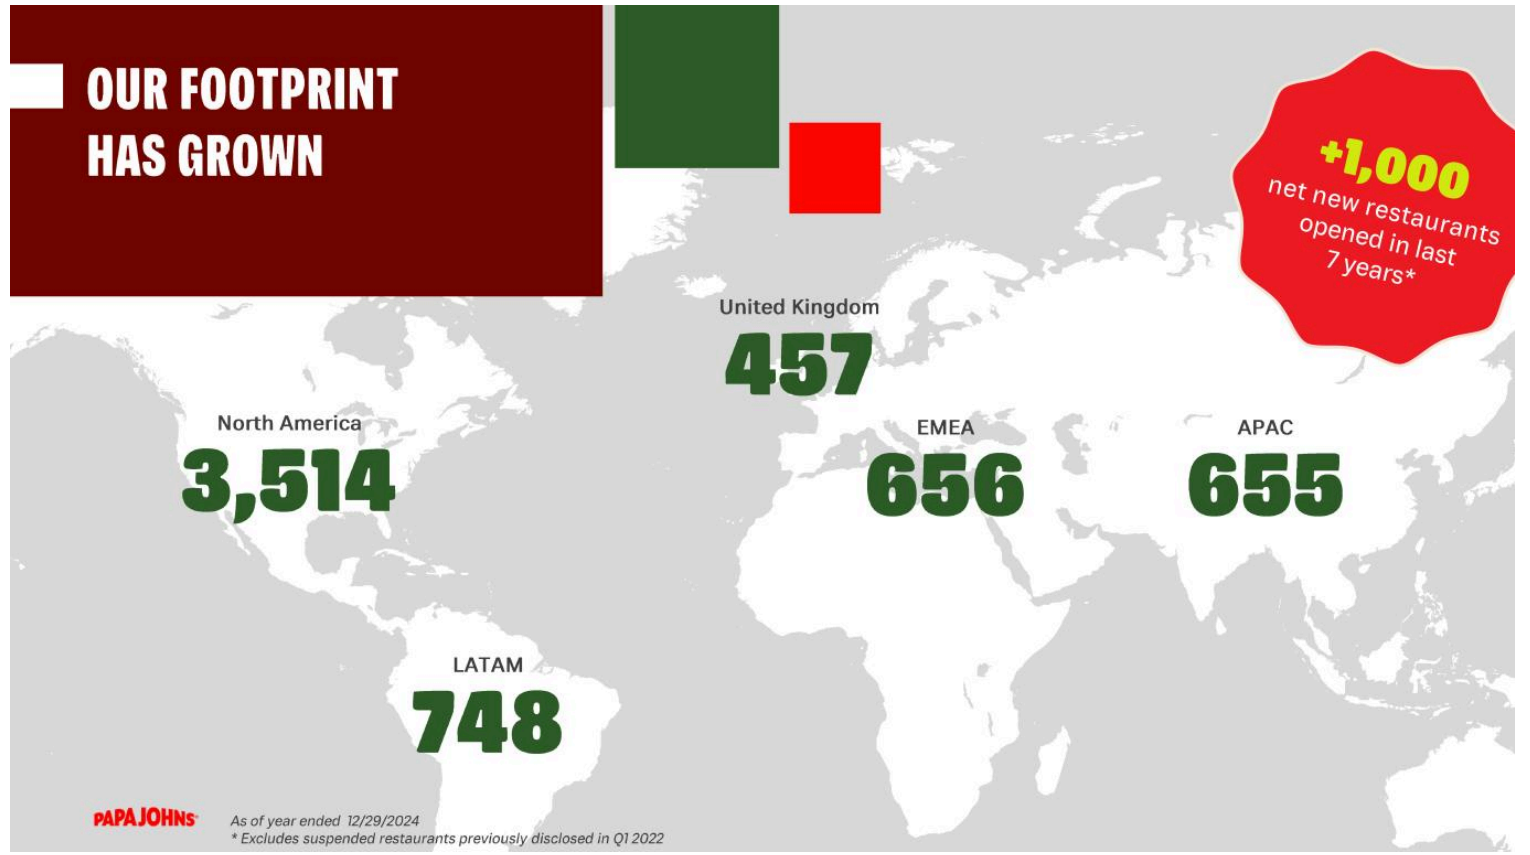 OUR FOOTPRINT
HAS GROWN
+1,000
net new restaurants
opened in last
7 years*
United Kingdom
457
North America
3,514
EMEA
656
APAC
655
LATAM
748
PAPA JOHNS
As of year ended 12/29/2024
* Excludes suspended restaurants previously disclosed in Q1 2022